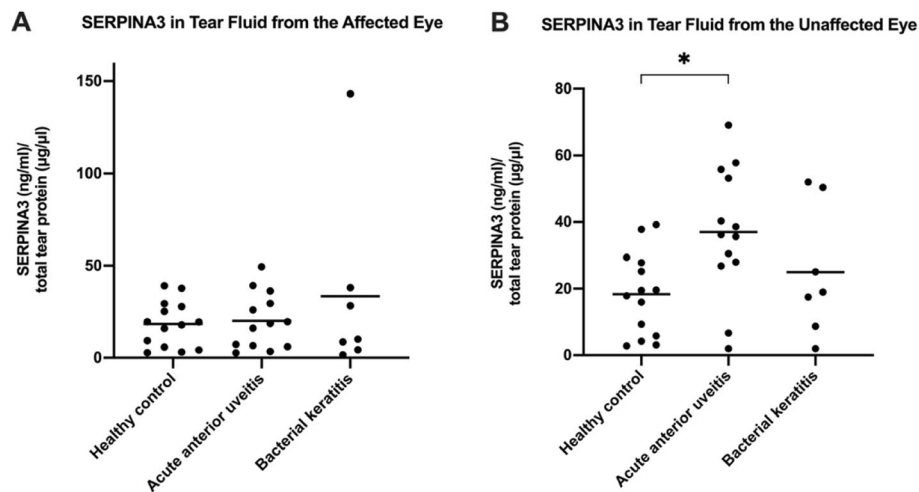 A SERPINA3 in Tear Fluid from the Affected Eye
SERPINA3 (ng/ml)/
total tear protein (µg/µl)
150
100
50
0
Healthy control
Acute anterior uveitis
Bacterial keratitis
B SERPINA3 in Tear Fluid from the Unaffected Eye
*
SERPINA3 (ng/ml)/
total tear protein (µg/µl)
80
60
40
20
0
Healthy control
Acute anterior uveitis
Bacterial keratitis